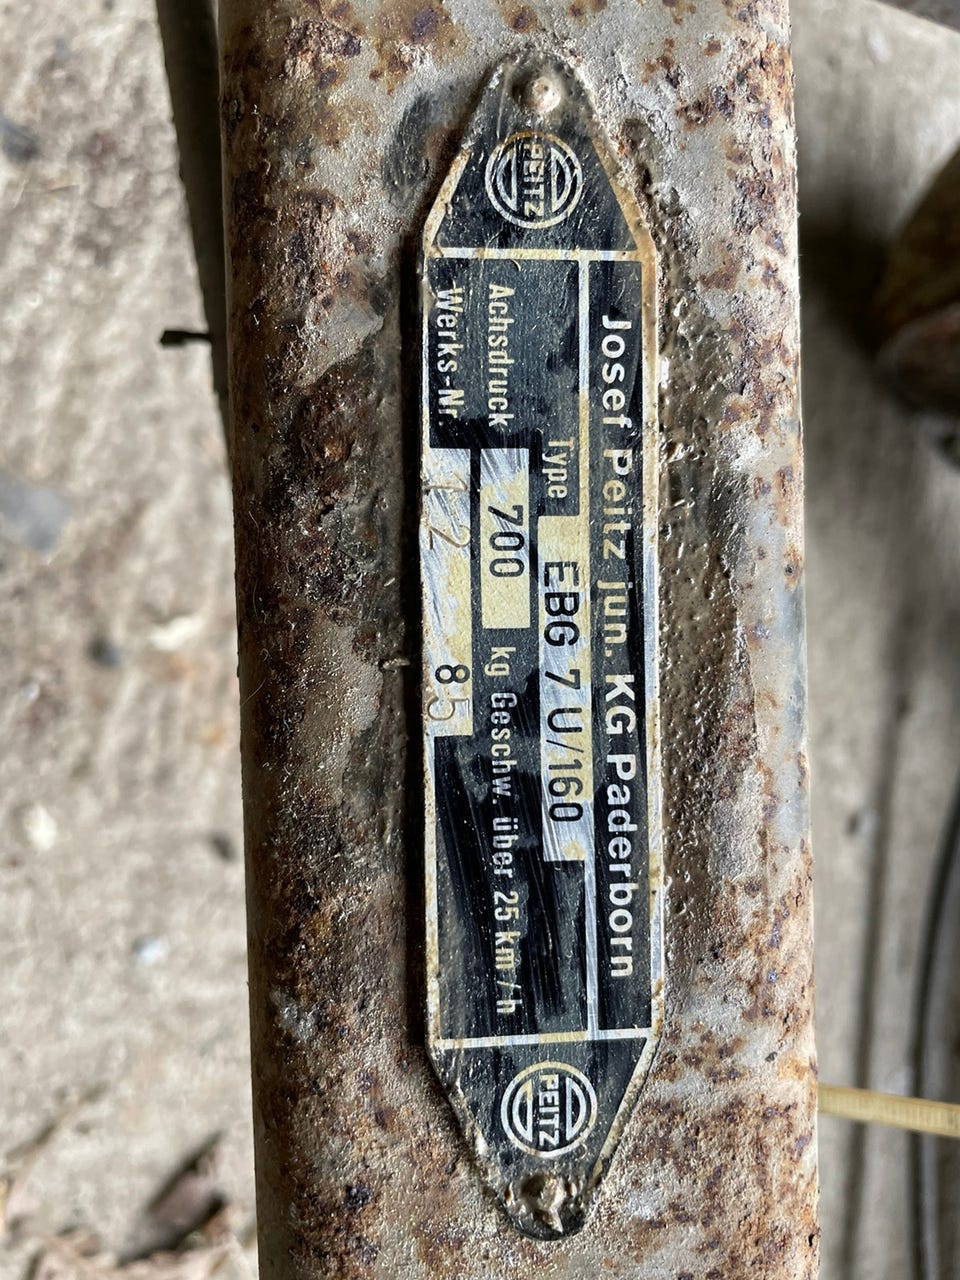 PEITZ
Josef Peitz jun. KG Paderborn
Type EBG 7 U/160
Achsdruck 700 kg Geschw. über 25 km/h
Werks-Nr. 12 85
PEITZ